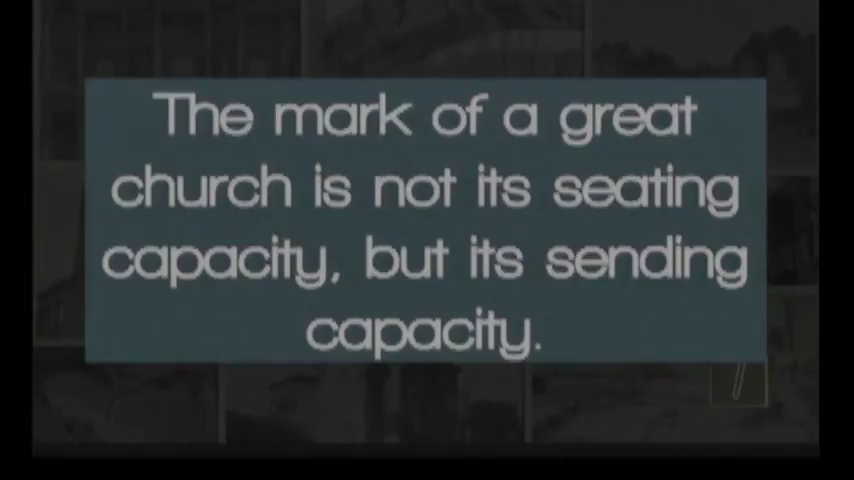 The mark of a great
church is not its seating
capacity, but its sending
capacity.